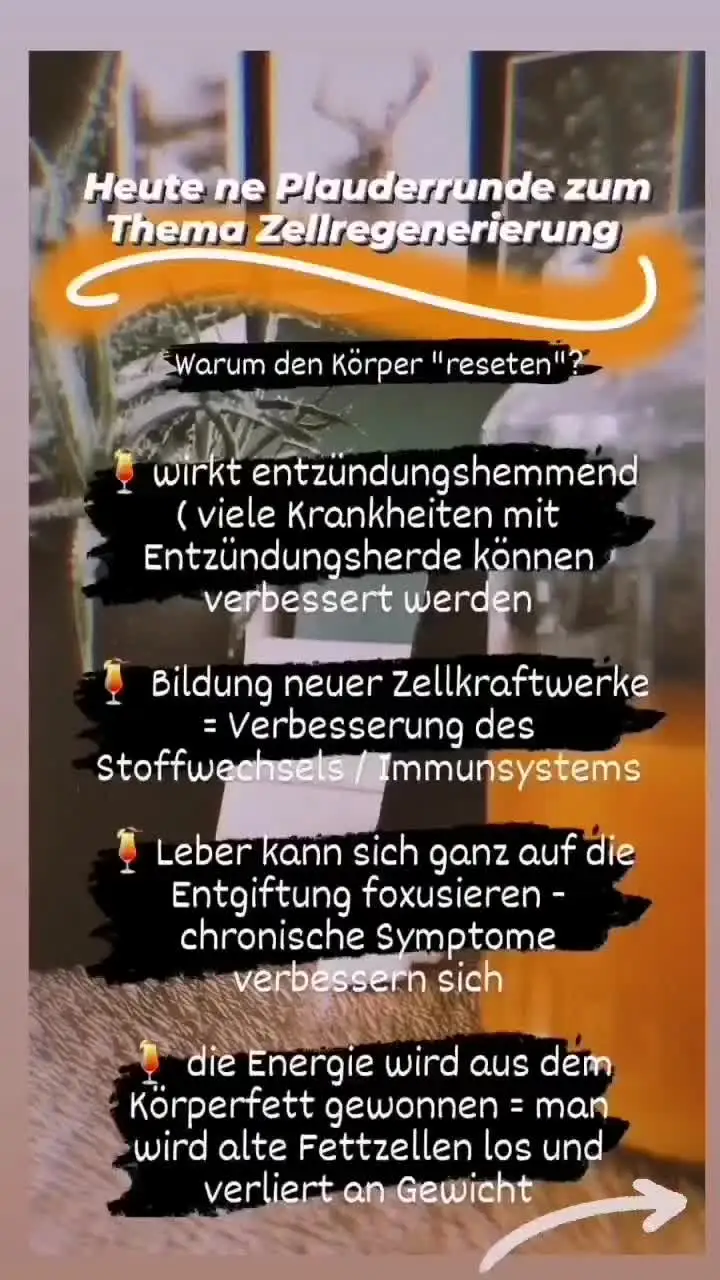 Heute ne Plauderrunde zum
Thema Zellregenerierung
Warum den Körper "reseten"?
🍹 wirkt entzündungshemmend
( viele Krankheiten mit
Entzündungsherde können
verbessert werden
🍹 Bildung neuer Zellkraftwerke
= Verbesserung des
Stoffwechsels / Immunsystems
🍹 Leber kann sich ganz auf die
Entgiftung foxusieren -
chronische Symptome
verbessern sich
🍹 die Energie wird aus dem
Körperfett gewonnen = man
wird alte Fettzellen los und
verliert an Gewicht